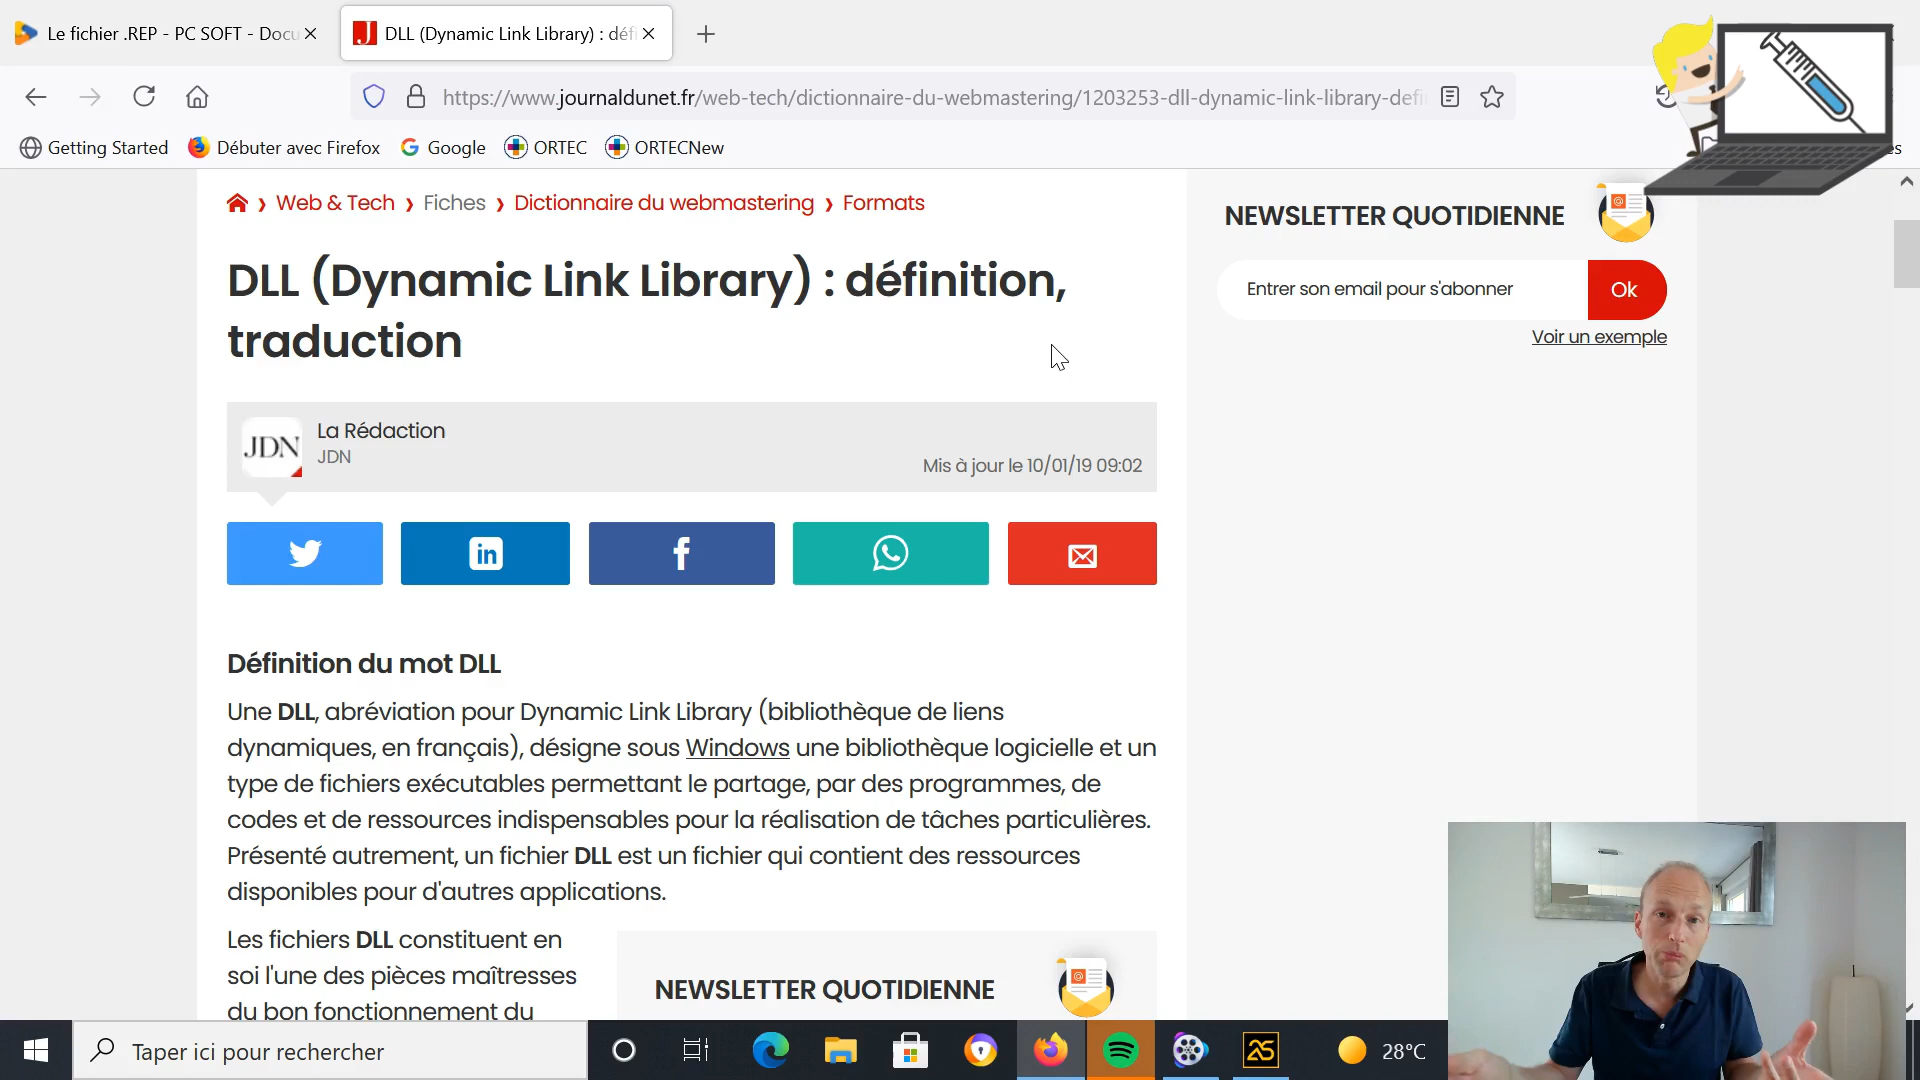 Le fichier .REP - PC SOFT - Docu
DLL (Dynamic Link Library) : défi
https://www.journaldunet.fr/web-tech/dictionnaire-du-webmastering/1203253-dll-dynamic-link-library-defi
Getting Started
Débuter avec Firefox
Google
ORTEC
ORTECNew
Web & Tech › Fiches › Dictionnaire du webmastering › Formats
NEWSLETTER QUOTIDIENNE
Entrer son email pour s'abonner
Ok
Voir un exemple
DLL (Dynamic Link Library) : définition,
traduction
JDN
La Rédaction
JDN
Mis à jour le 10/01/19 09:02
Définition du mot DLL
Une DLL, abréviation pour Dynamic Link Library (bibliothèque de liens
dynamiques, en français), désigne sous Windows une bibliothèque logicielle et un
type de fichiers exécutables permettant le partage, par des programmes, de
codes et de ressources indispensables pour la réalisation de tâches particulières.
Présenté autrement, un fichier DLL est un fichier qui contient des ressources
disponibles pour d'autres applications.
Les fichiers DLL constituent en
soi l'une des pièces maîtresses
du bon fonctionnement du
NEWSLETTER QUOTIDIENNE
Taper ici pour rechercher
28°C